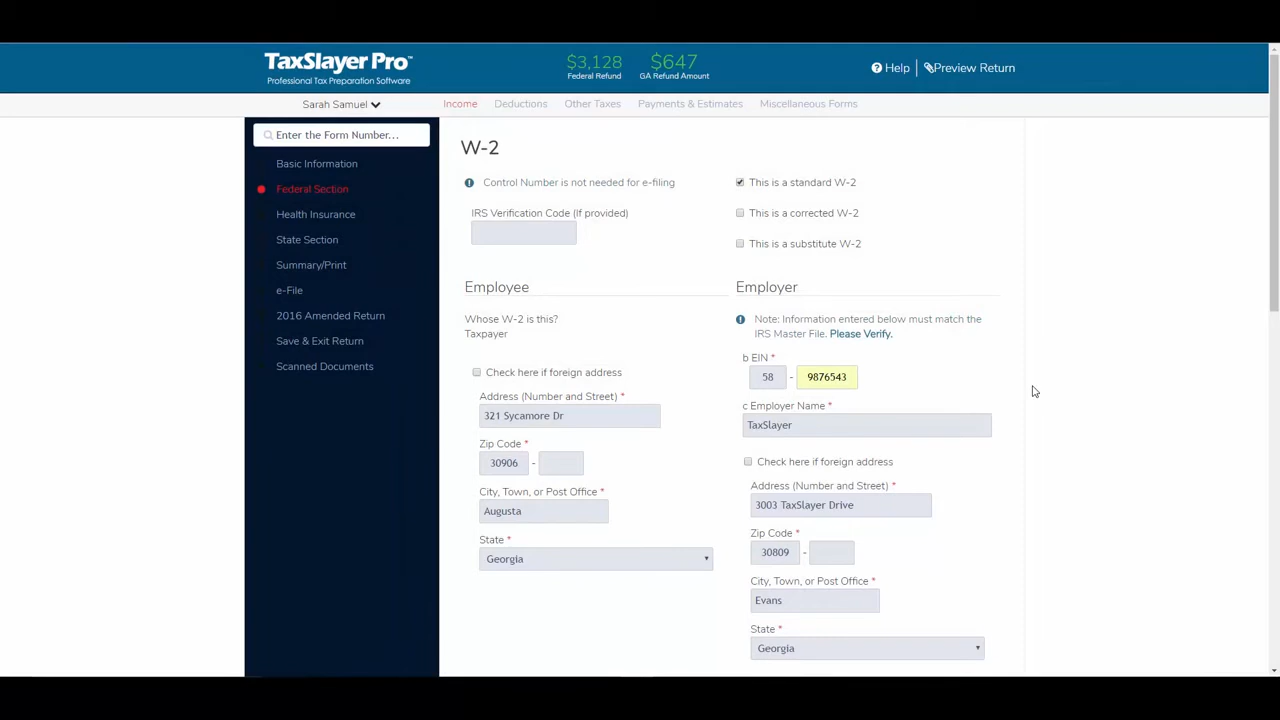 TaxSlayer Pro™
Professional Tax Preparation Software
$3,128
Federal Refund
$647
GA Refund Amount
Help
Preview Return
Sarah Samuel
Income
Deductions
Other Taxes
Payments & Estimates
Miscellaneous Forms
Enter the Form Number...
Basic Information
Federal Section
Health Insurance
State Section
Summary/Print
e-File
2016 Amended Return
Save & Exit Return
Scanned Documents
W-2
Control Number is not needed for e-filing
IRS Verification Code (If provided)
This is a standard W-2
This is a corrected W-2
This is a substitute W-2
Employee
Whose W-2 is this?
Taxpayer
Check here if foreign address
Address (Number and Street) *
321 Sycamore Dr
Zip Code *
30906 -
City, Town, or Post Office *
Augusta
State *
Georgia
Employer
Note: Information entered below must match the
IRS Master File. Please Verify.
b EIN *
58 - 9876543
c Employer Name *
TaxSlayer
Check here if foreign address
Address (Number and Street) *
3003 TaxSlayer Drive
Zip Code *
30809 -
City, Town, or Post Office *
Evans
State *
Georgia